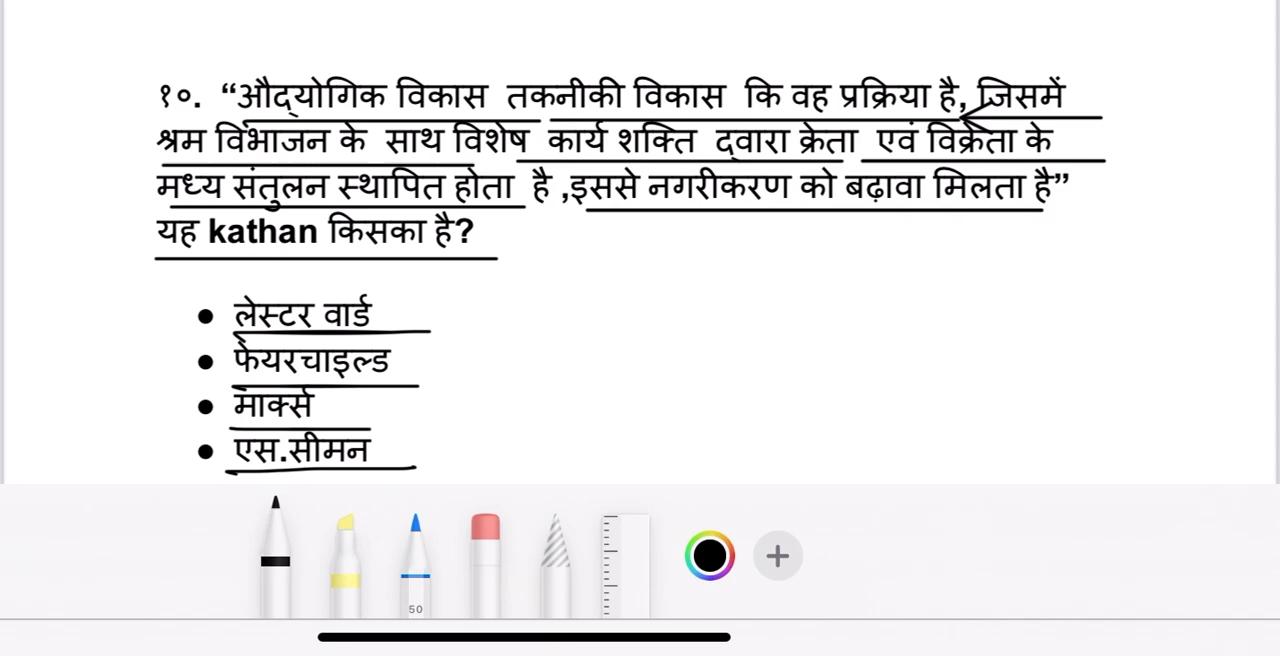 १०. “औद्योगिक विकास तकनीकी विकास कि वह प्रक्रिया है, जिसमें
श्रम विभाजन के साथ विशेष कार्य शक्ति द्वारा क्रेता एवं विक्रेता के
मध्य संतुलन स्थापित होता है ,इससे नगरीकरण को बढ़ावा मिलता है”
यह kathan किसका है?
● लेस्टर वार्ड
● फेयरचाइल्ड
● मार्क्स
● एस.सीमन
50